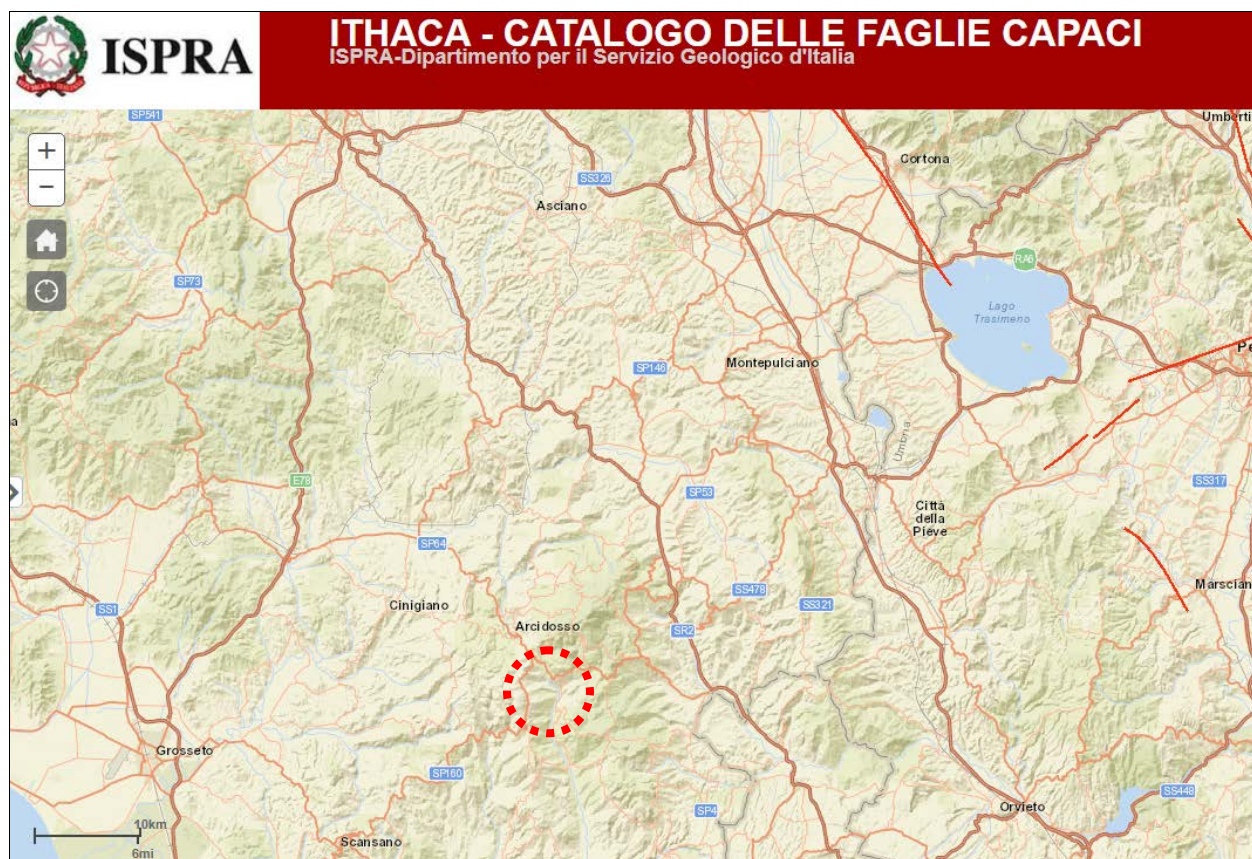 ISPRA
ITHACA - CATALOGO DELLE FAGLIE CAPACI
ISPRA-Dipartimento per il Servizio Geologico d'Italia
SP541
Umberti
+
−
SS326
Cortona
Asciano
SP73
RA6
Lago
Trasimeno
SP146
Montepulciano
Pe
a
Umbria
E78
SP53
SS317
Città
della
Pieve
SP64
SS478
Marscian
SS321
Cinigiano
SS1
Arcidosso
SR2
Grosseto
SP160
SP4
Orvieto
SS448
10km
6mi
Scansano